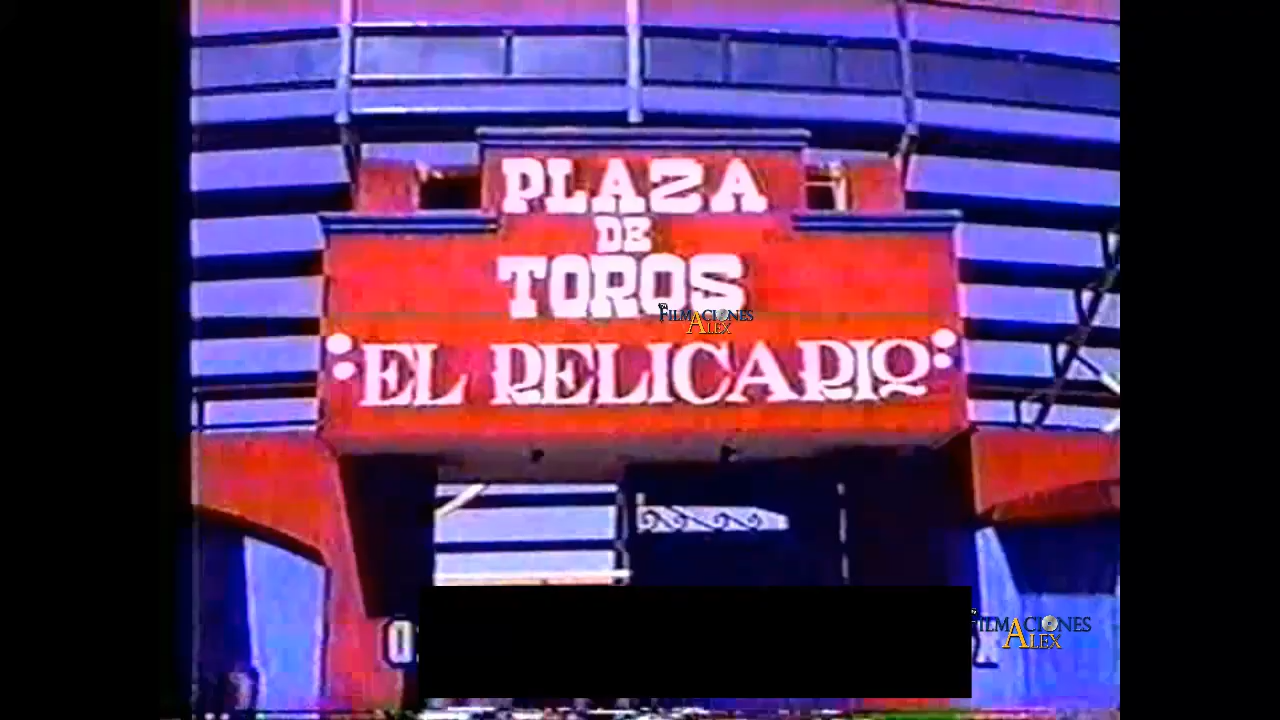 PLAZA
DE
TOROS
EL RELICARIO
FILMACIONES
ALEX
FILMACIONES
ALEX